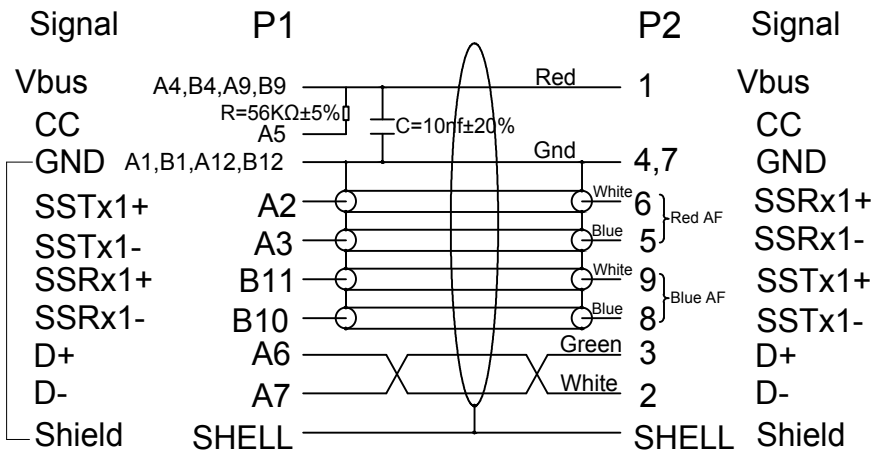 Signal P1 P2 Signal
Vbus A4,B4,A9,B9 Red 1 Vbus
R=56KΩ±5%
CC A5 C=10nf±20% CC
GND A1,B1,A12,B12 Gnd 4,7 GND
SSTx1+ A2 White 6 SSRx1+
Red AF
SSTx1- A3 Blue 5 SSRx1-
SSRx1+ B11 White 9 SSTx1+
Blue AF
SSRx1- B10 Blue 8 SSTx1-
D+ A6 Green 3 D+
D- A7 White 2 D-
Shield SHELL SHELL Shield